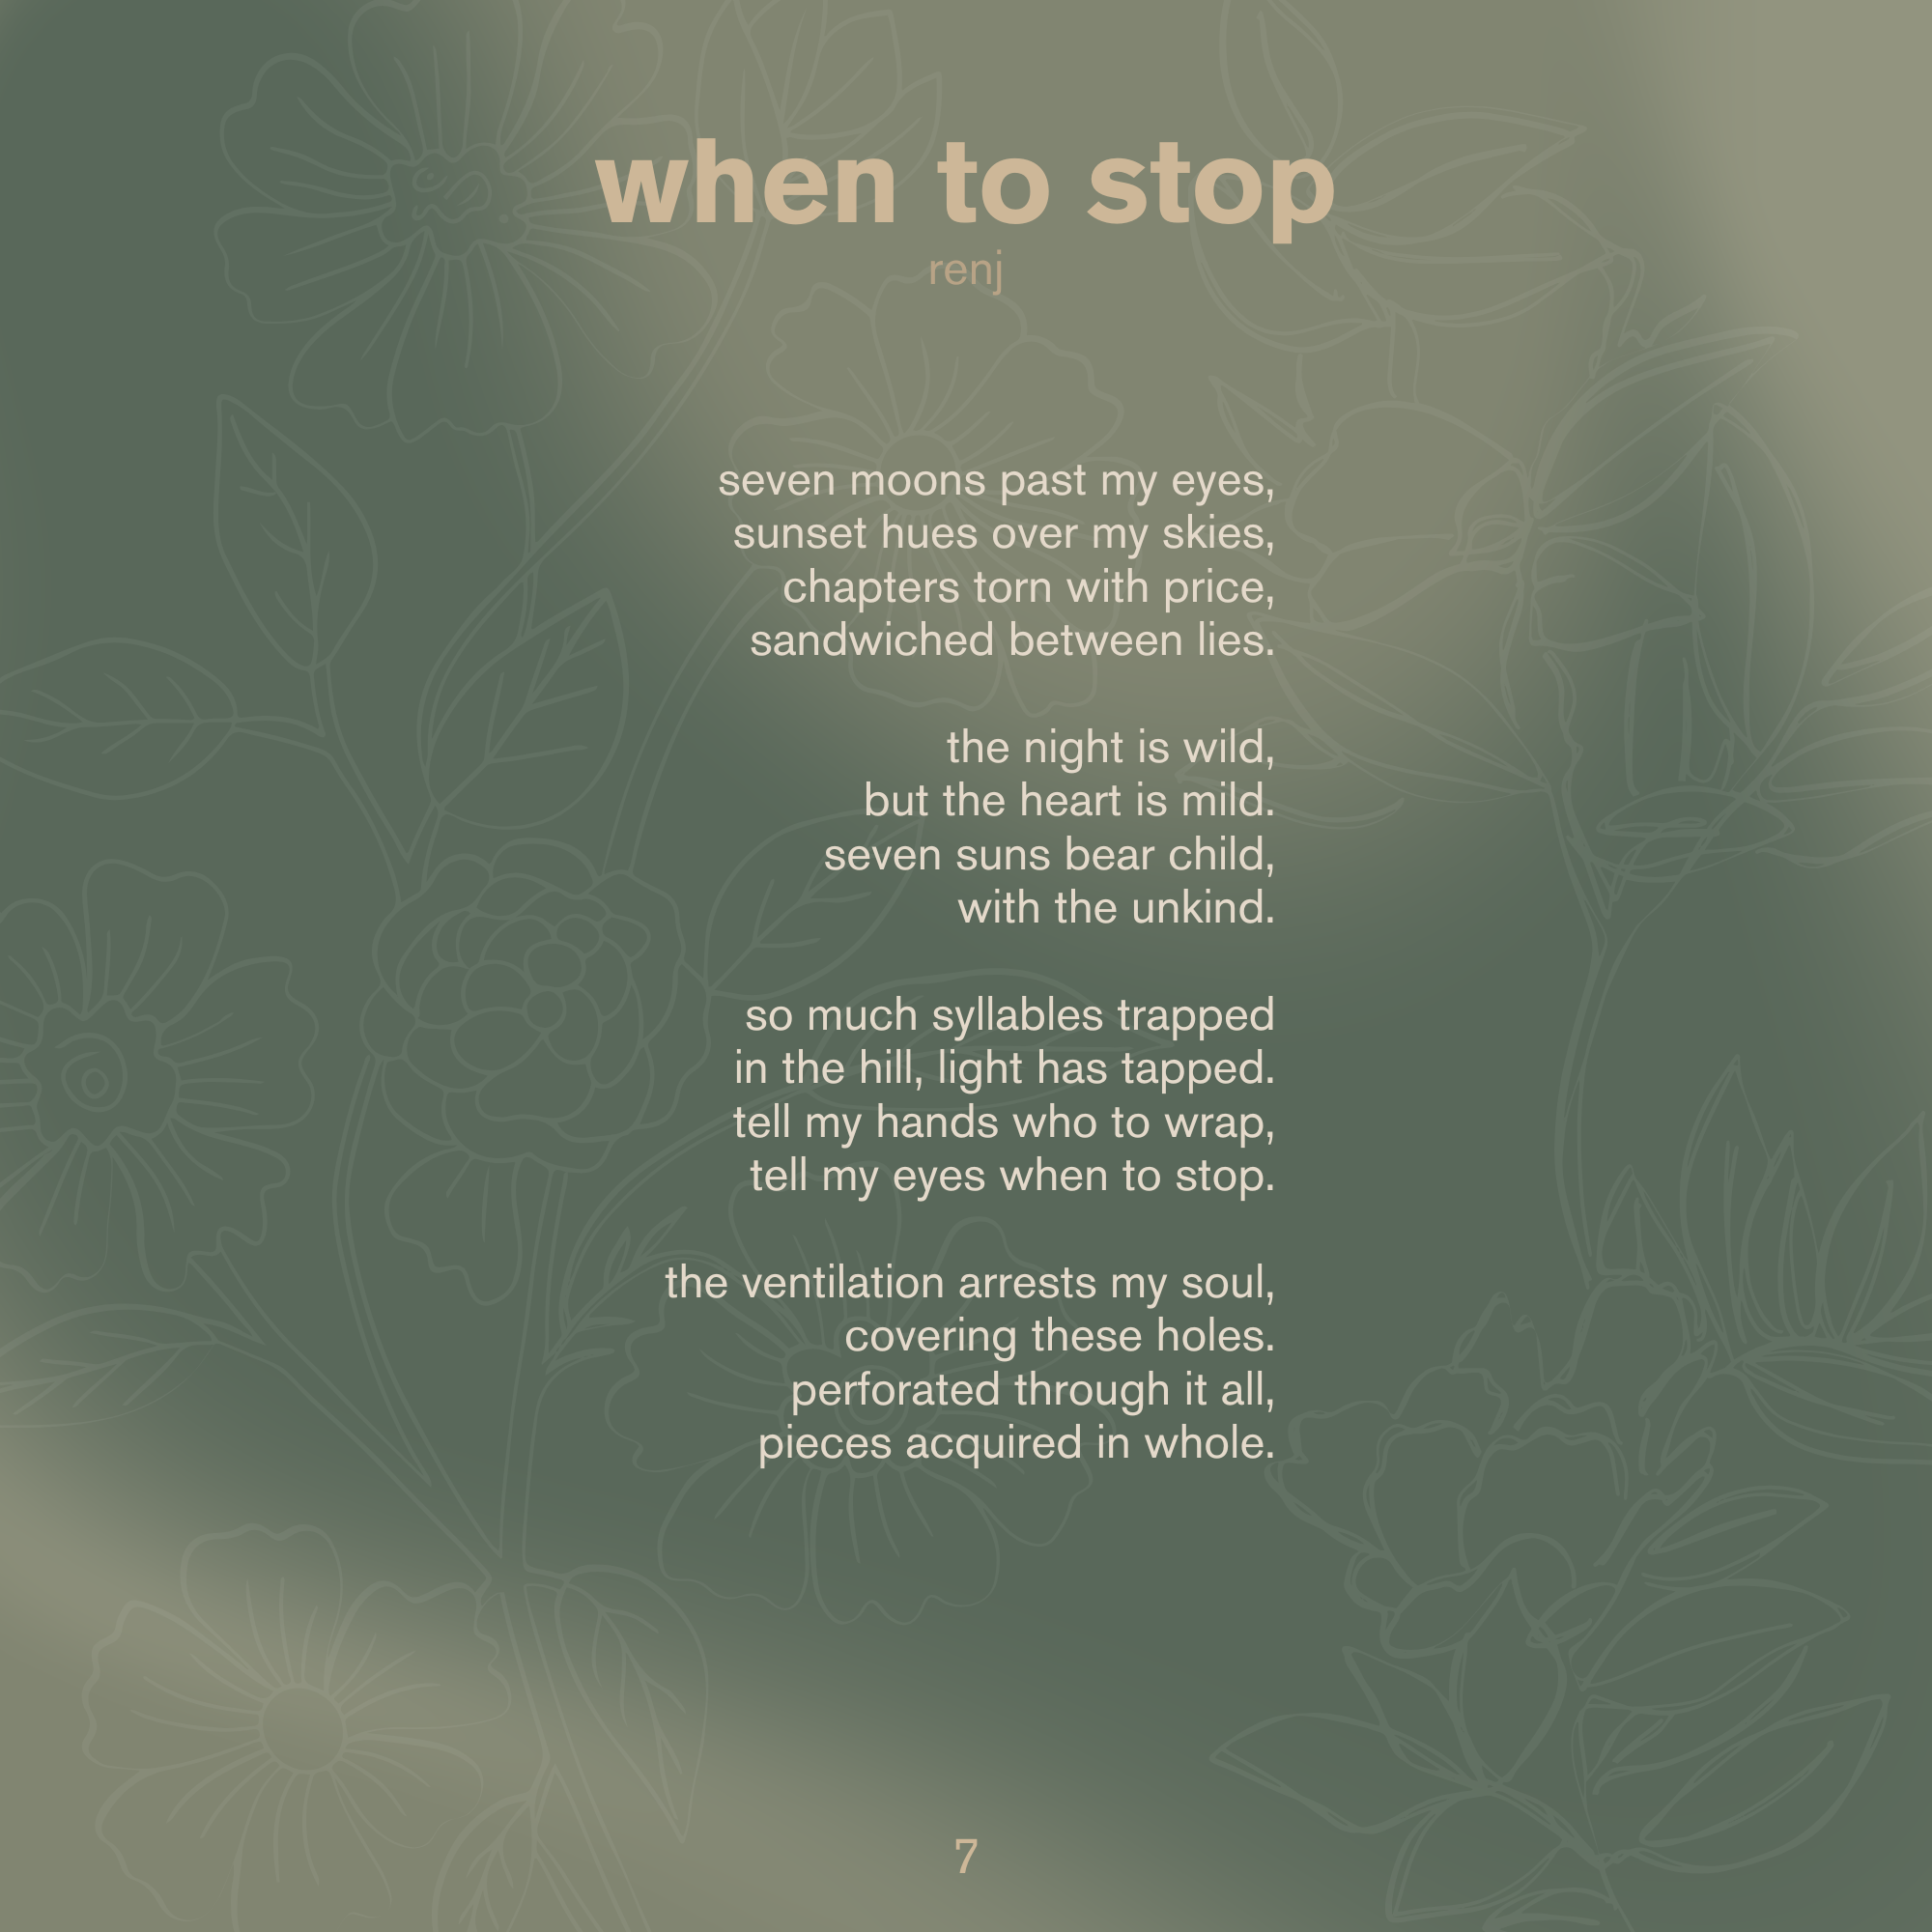 when to stop
renj
seven moons past my eyes,
sunset hues over my skies,
chapters torn with price,
sandwiched between lies.
the night is wild,
but the heart is mild.
seven suns bear child,
with the unkind.
so much syllables trapped
in the hill, light has tapped.
tell my hands who to wrap,
tell my eyes when to stop.
the ventilation arrests my soul,
covering these holes.
perforated through it all,
pieces acquired in whole.
7